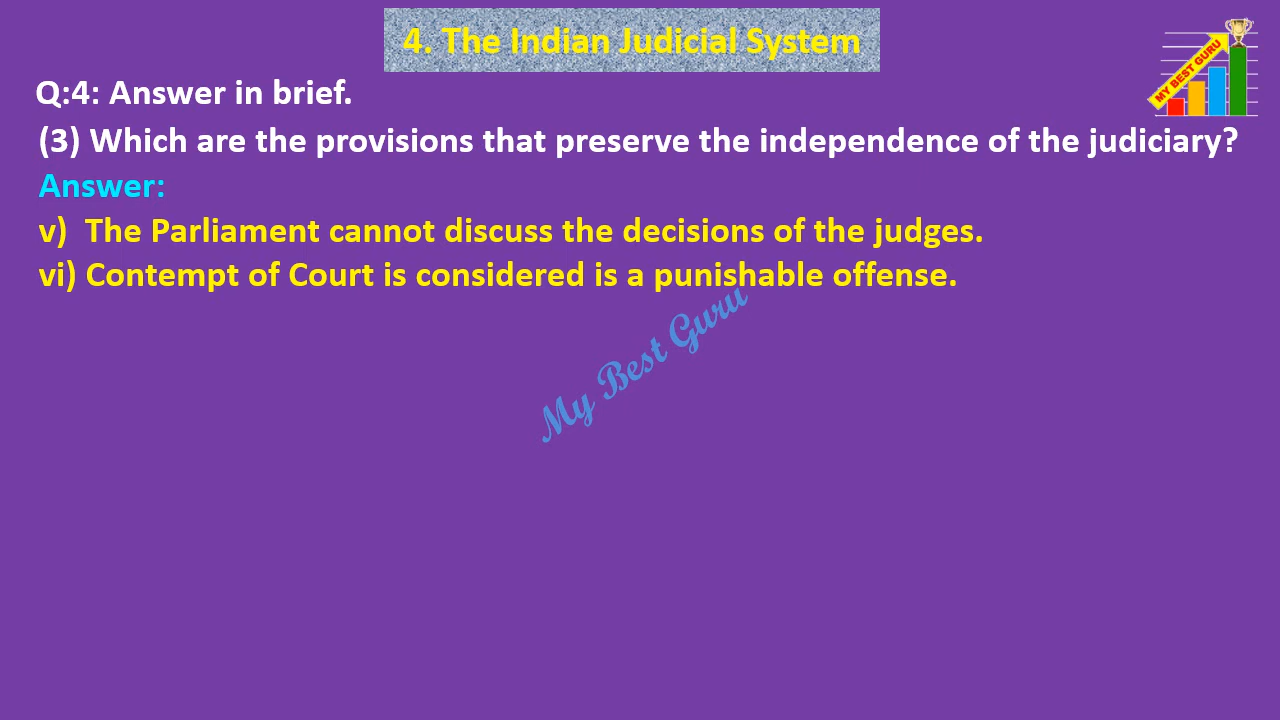 4. The Indian Judicial System
MY BEST GURU
Q:4: Answer in brief.
(3) Which are the provisions that preserve the independence of the judiciary?
Answer:
v) The Parliament cannot discuss the decisions of the judges.
vi) Contempt of Court is considered is a punishable offense.
My Best Guru